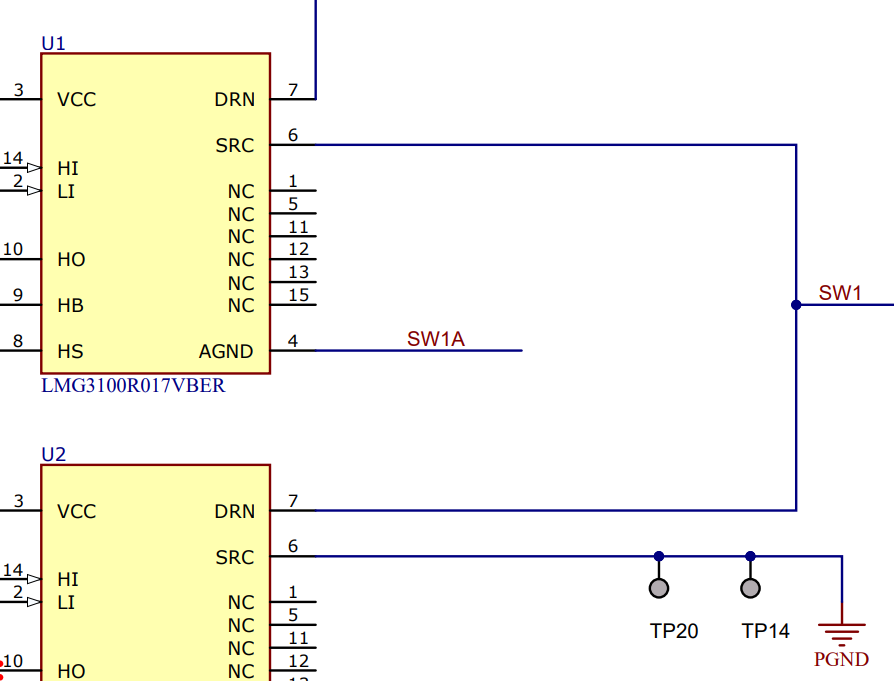 U1
3 VCC DRN 7
SRC 6
14 HI
2 LI NC 1
NC 5
NC 11
10 HO NC 12
NC 13
9 HB NC 15
SW1
8 HS AGND 4 SW1A
LMG3100R017VBER
U2
3 VCC DRN 7
SRC 6
14 HI
2 LI NC 1
NC 5
TP20 TP14
NC 11
PGND
10 HO NC 12